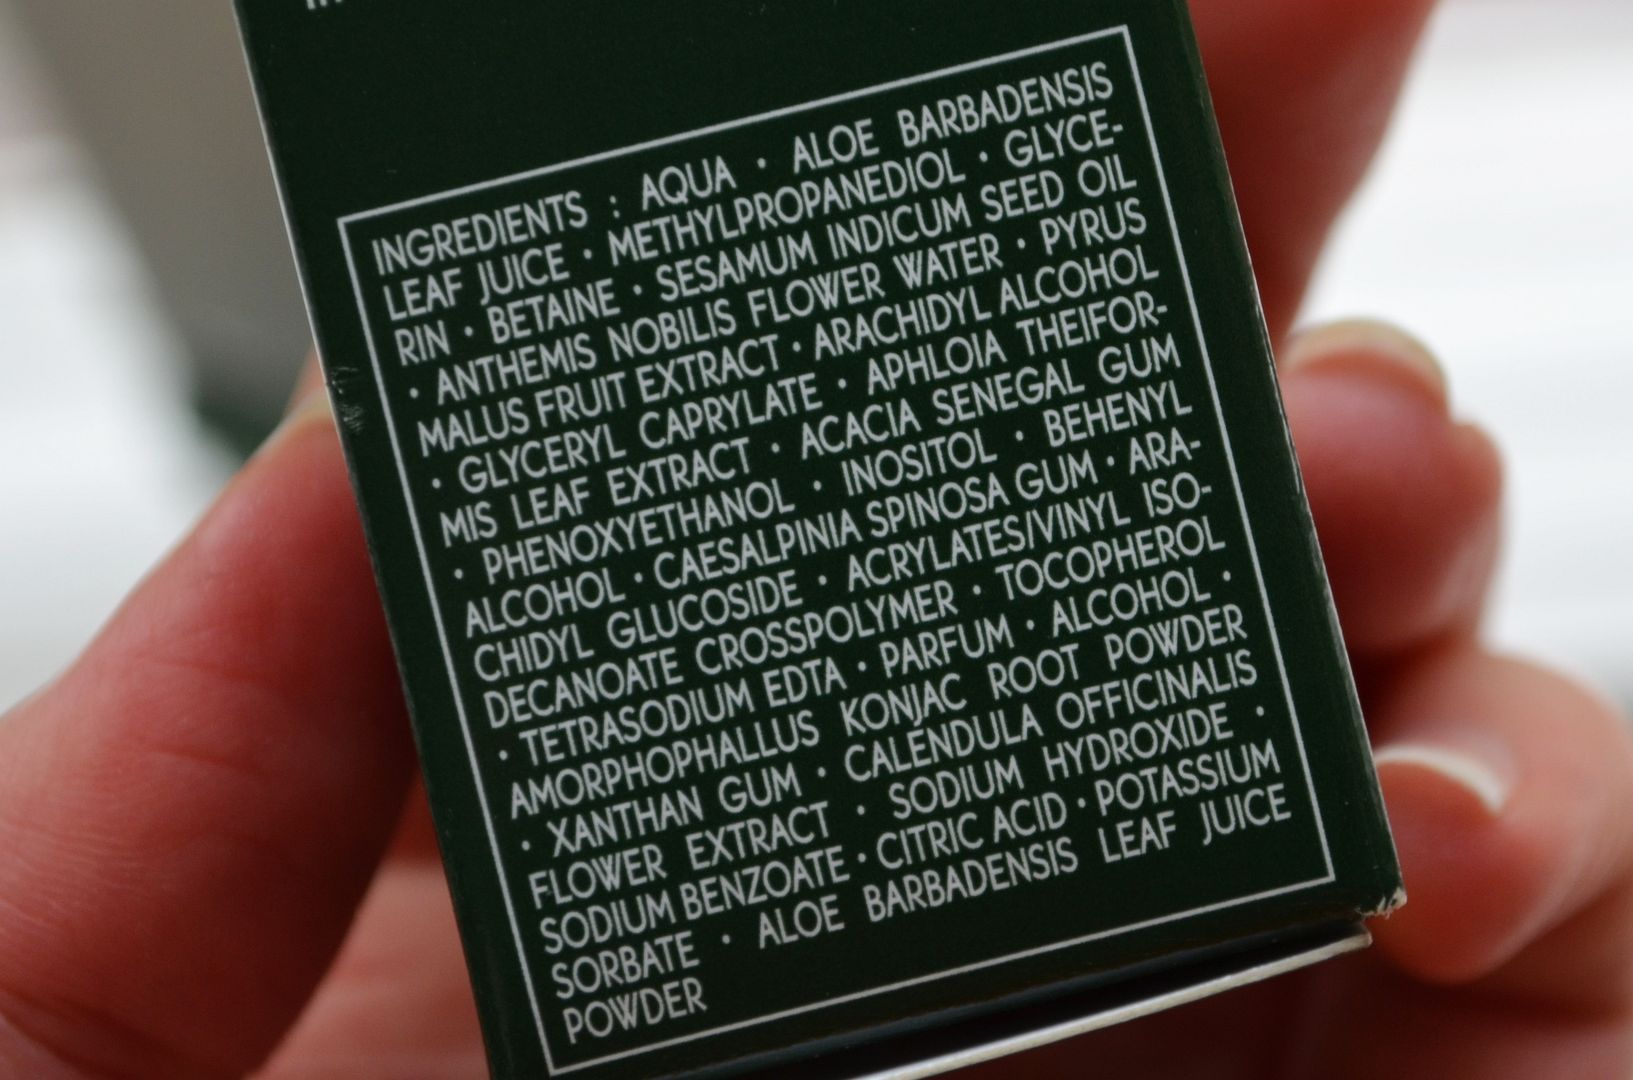 INGREDIENTS : AQUA · ALOE BARBADENSIS
LEAF JUICE · METHYLPROPANEDIOL · GLYCE-
RIN · BETAINE · SESAMUM INDICUM SEED OIL
· ANTHEMIS NOBILIS FLOWER WATER · PYRUS
MALUS FRUIT EXTRACT · ARACHIDYL ALCOHOL
· GLYCERYL CAPRYLATE · APHLOIA THEIFOR-
MIS LEAF EXTRACT · ACACIA SENEGAL GUM
· PHENOXYETHANOL · INOSITOL · BEHENYL
ALCOHOL · CAESALPINIA SPINOSA GUM · ARA-
CHIDYL GLUCOSIDE · ACRYLATES/VINYL ISO-
DECANOATE CROSSPOLYMER · TOCOPHEROL
· TETRASODIUM EDTA · PARFUM · ALCOHOL ·
AMORPHOPHALLUS KONJAC ROOT POWDER
· XANTHAN GUM · CALENDULA OFFICINALIS
FLOWER EXTRACT · SODIUM HYDROXIDE ·
SODIUM BENZOATE · CITRIC ACID · POTASSIUM
SORBATE · ALOE BARBADENSIS LEAF JUICE
POWDER